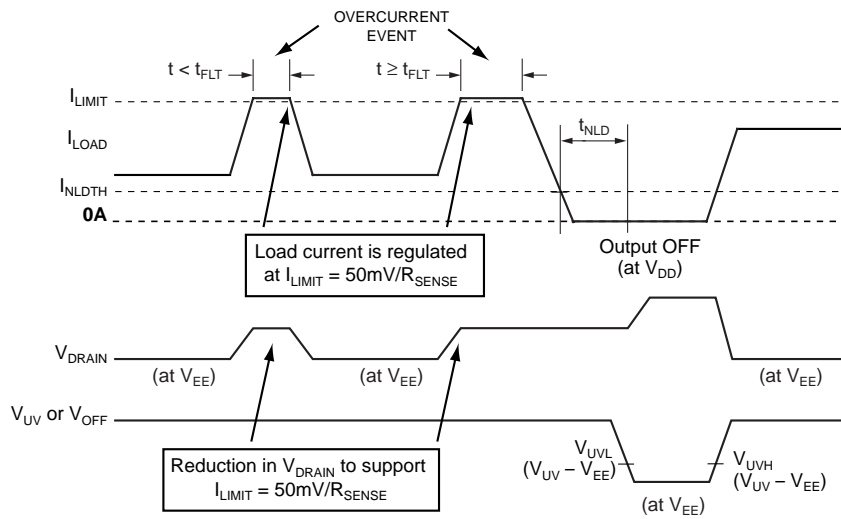 OVERCURRENT
EVENT
t < tFLT
t ≥ tFLT
ILIMIT
tNLD
ILOAD
INLDTH
0A
Load current is regulated
at ILIMIT = 50mV/RSENSE
Output OFF
(at VDD)
VDRAIN
(at VEE)
(at VEE)
(at VEE)
VUV or VOFF
Reduction in VDRAIN to support
ILIMIT = 50mV/RSENSE
VUVL
(VUV – VEE)
VUVH
(VUV – VEE)
(at VEE)